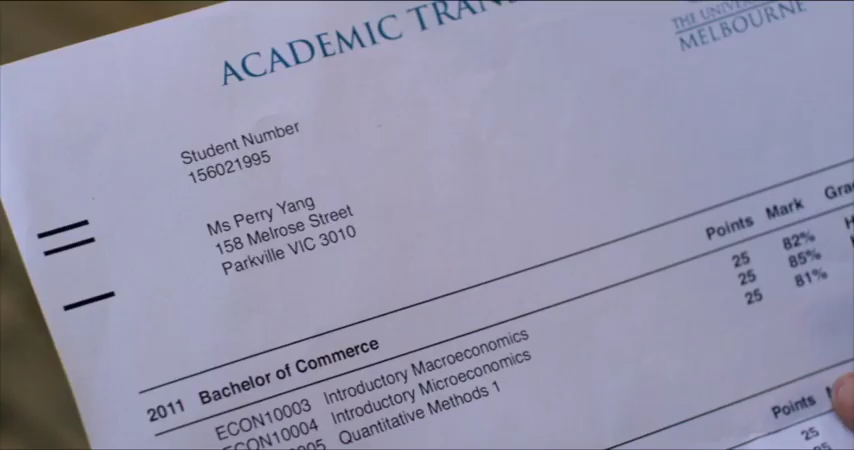 ACADEMIC
THE
MELBOURNE
Student Number
156021995
Ms Perry Yang
158 Melrose Street
Parkville VIC 3010
Points Mark
2011 Bachelor of Commerce
ECON10003 Introductory Macroeconomics 25 82%
ECON10004 Introductory Microeconomics 25 85%
Quantitative Methods 1 25 81%
Points
25